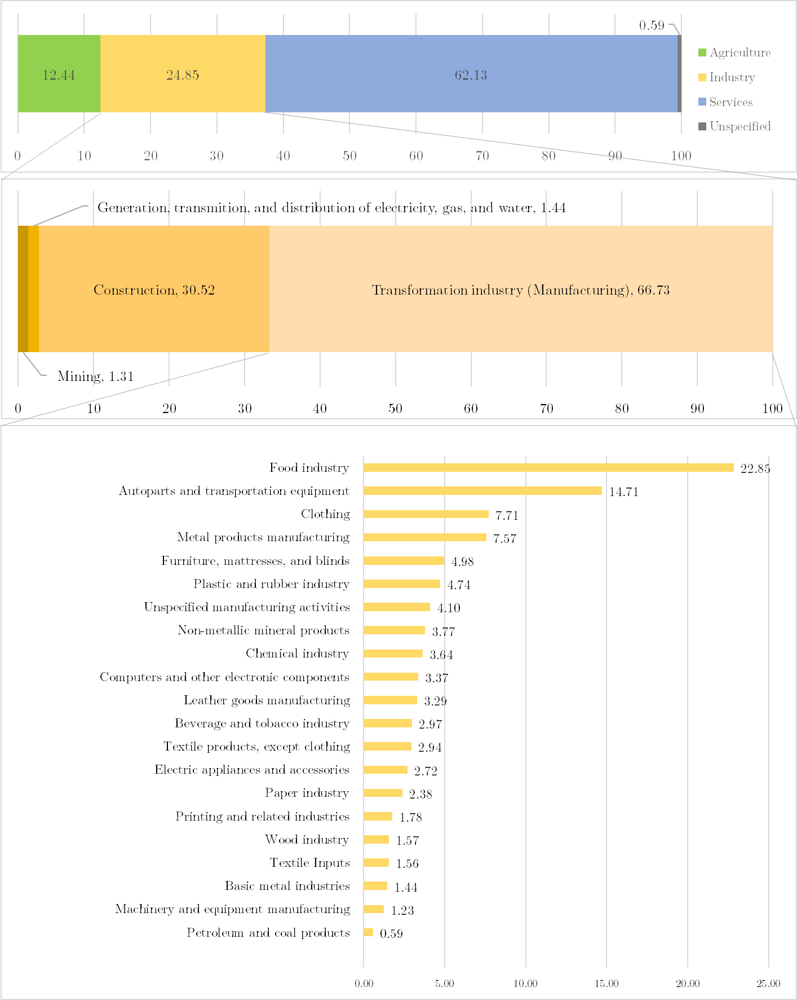 0.59
Agriculture
12.44 24.85 62.13
Industry
Services
Unspecified
0 10 20 30 40 50 60 70 80 90 100
Generation, transmition, and distribution of electricity, gas, and water, 1.44
Construction, 30.52 Transformation industry (Manufacturing), 66.73
Mining, 1.31
0 10 20 30 40 50 60 70 80 90 100
Food industry 22.85
Autoparts and transportation equipment 14.71
Clothing 7.71
Metal products manufacturing 7.57
Furniture, mattresses, and blinds 4.98
Plastic and rubber industry 4.74
Unspecified manufacturing activities 4.10
Non-metallic mineral products 3.77
Chemical industry 3.64
Computers and other electronic components 3.37
Leather goods manufacturing 3.29
Beverage and tobacco industry 2.97
Textile products, except clothing 2.94
Electric appliances and accessories 2.72
Paper industry 2.38
Printing and related industries 1.78
Wood industry 1.57
Textile Inputs 1.56
Basic metal industries 1.44
Machinery and equipment manufacturing 1.23
Petroleum and coal products 0.59
0.00 5.00 10.00 15.00 20.00 25.00